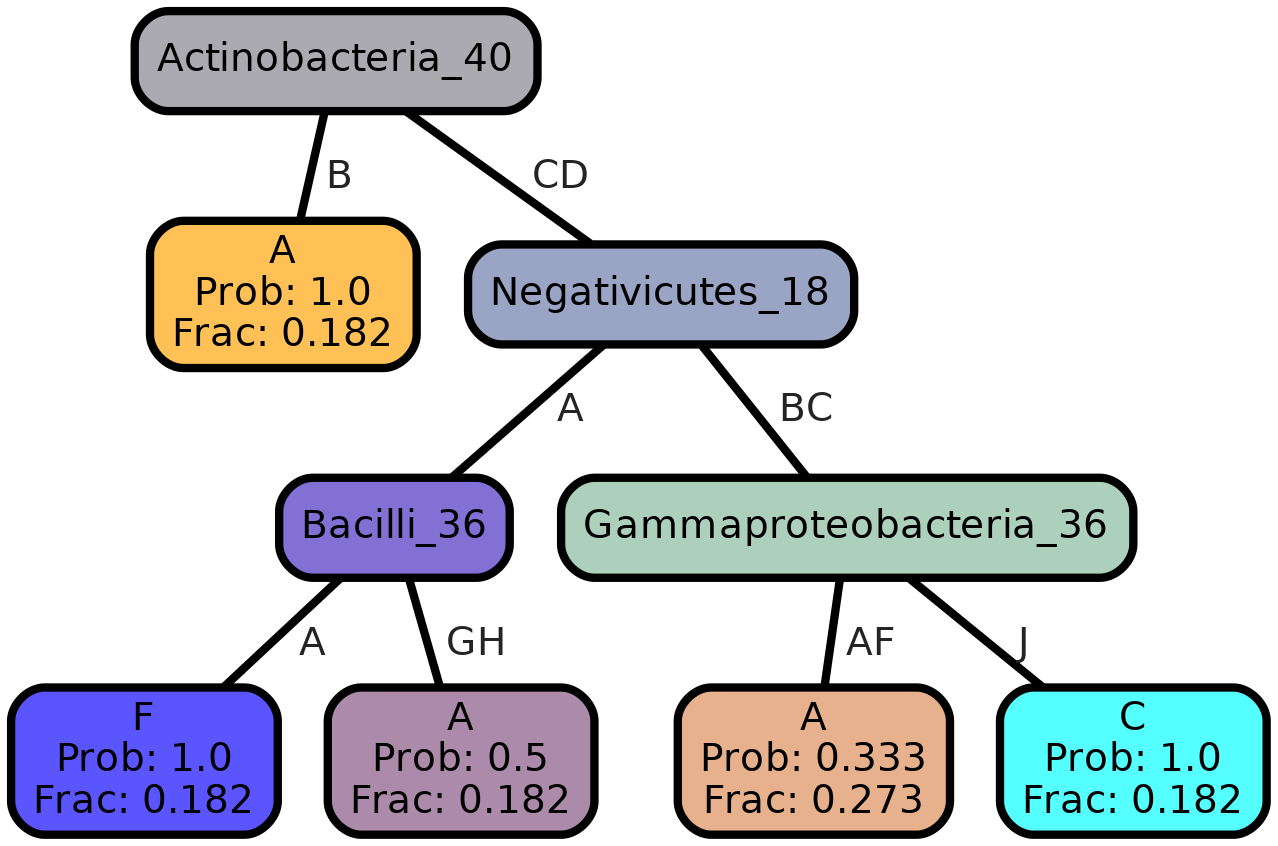 Actinobacteria_40
B
CD
A
Prob: 1.0
Frac: 0.182
Negativicutes_18
A
BC
Bacilli_36
Gammaproteobacteria_36
A
GH
AF
J
F
Prob: 1.0
Frac: 0.182
A
Prob: 0.5
Frac: 0.182
A
Prob: 0.333
Frac: 0.273
C
Prob: 1.0
Frac: 0.182